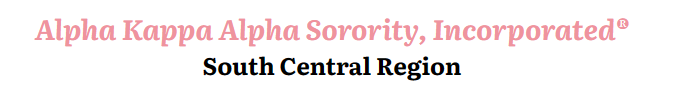 Alpha Kappa Alpha Sorority, Incorporated®
South Central Region